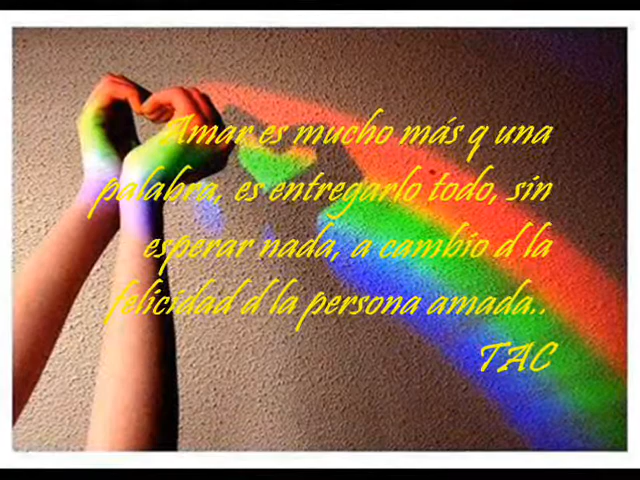 Amar es mucho más q una
palabra, es entregarlo todo, sin
esperar nada, a cambio d la
felicidad d la persona amada..
TAC